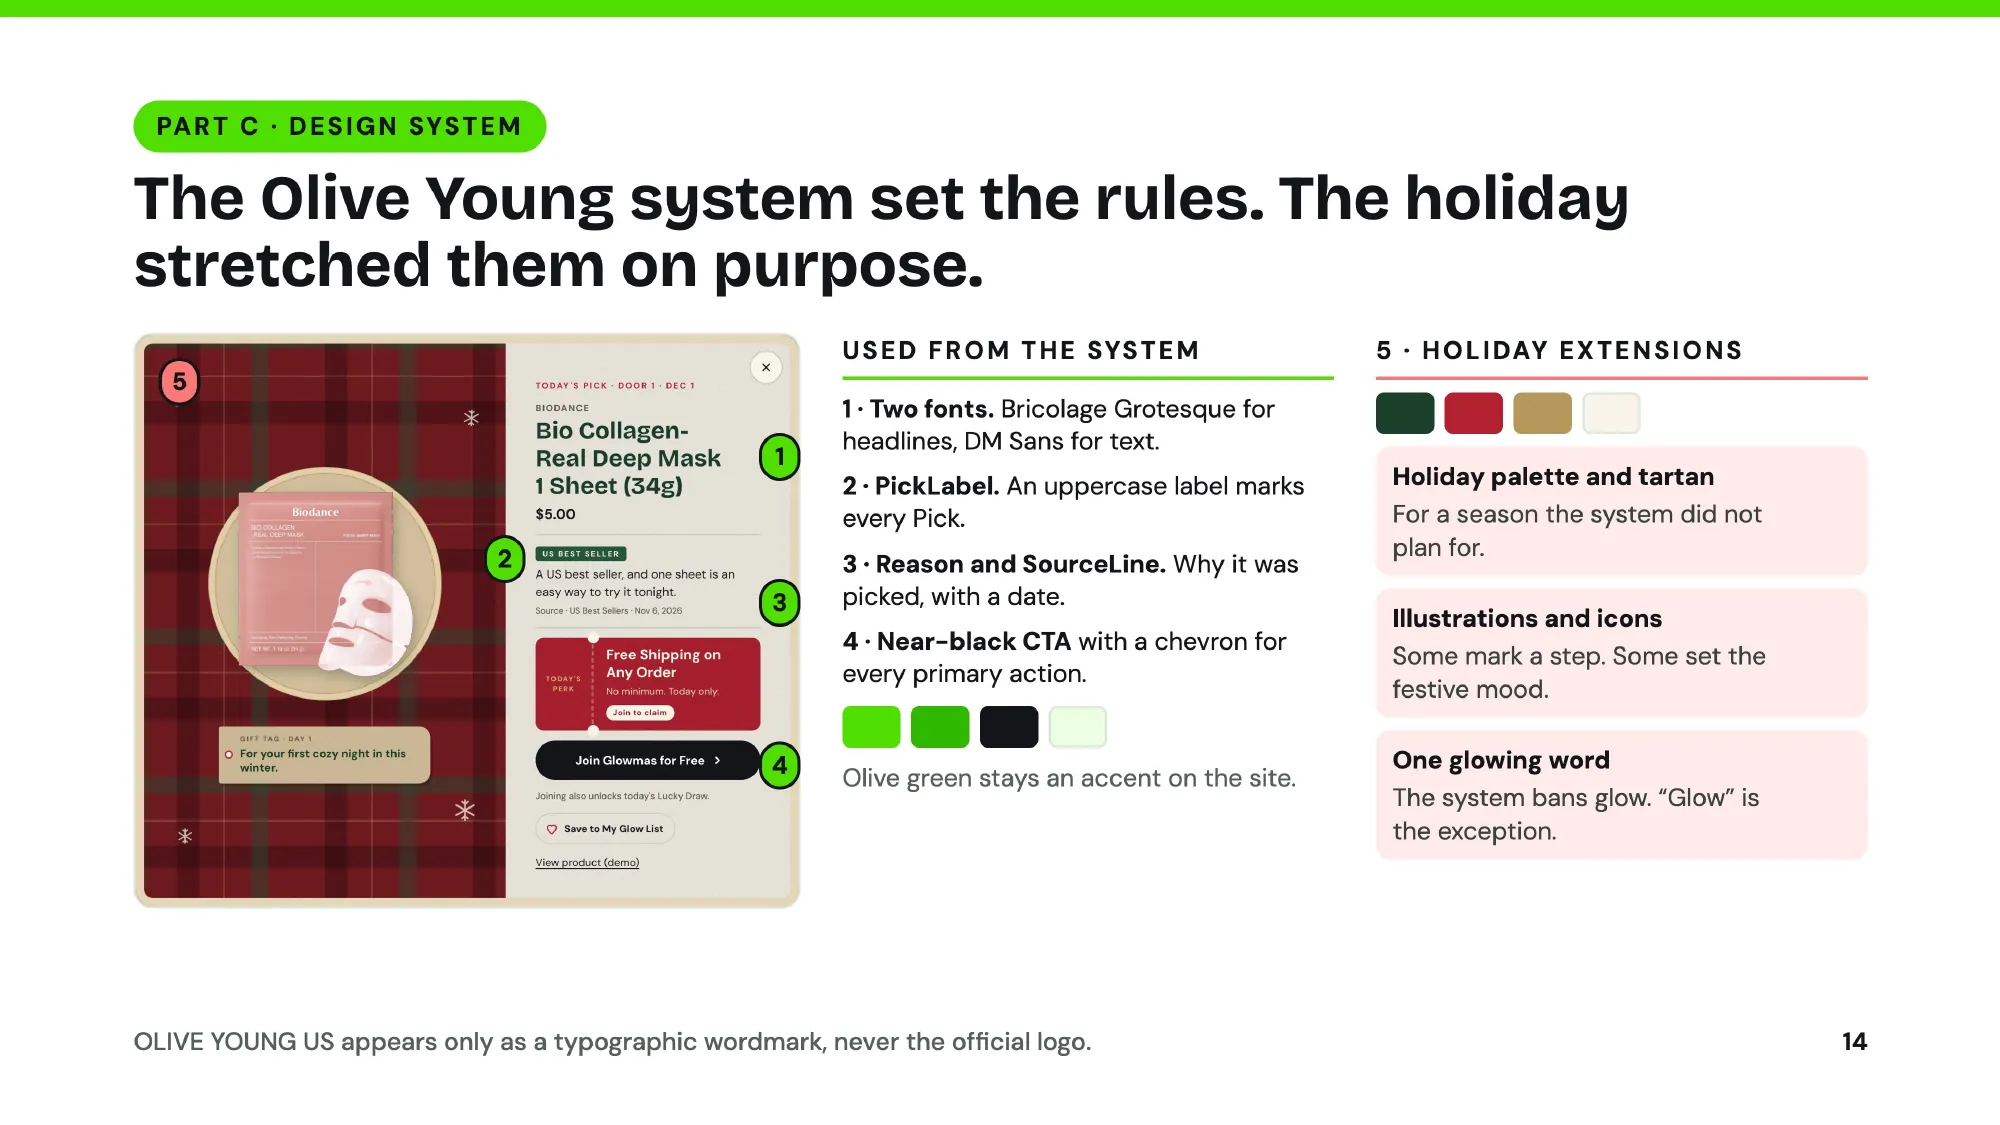 PART C · DESIGN SYSTEM
The Olive Young system set the rules. The holiday
stretched them on purpose.
5
×
TODAY'S PICK · DOOR 1 · DEC 1
BIODANCE
Bio Collagen-
Real Deep Mask
1 Sheet (34g)
$5.00
1
Biodance
BIO-COLLAGEN
REAL DEEP MASK
2
US BEST SELLER
A US best seller, and one sheet is an
easy way to try it tonight.
Source · US Best Sellers · Nov 6, 2026
3
TODAY'S
PERK
Free Shipping on
Any Order
No minimum. Today only.
Join to claim
GIFT TAG · DAY 1
For your first cozy night in this
winter.
Join Glowmas for Free ›
4
Joining also unlocks today's Lucky Draw.
Save to My Glow List
View product (demo)
USED FROM THE SYSTEM
1 · Two fonts. Bricolage Grotesque for
headlines, DM Sans for text.
2 · PickLabel. An uppercase label marks
every Pick.
3 · Reason and SourceLine. Why it was
picked, with a date.
4 · Near-black CTA with a chevron for
every primary action.
Olive green stays an accent on the site.
5 · HOLIDAY EXTENSIONS
Holiday palette and tartan
For a season the system did not
plan for.
Illustrations and icons
Some mark a step. Some set the
festive mood.
One glowing word
The system bans glow. “Glow” is
the exception.
OLIVE YOUNG US appears only as a typographic wordmark, never the official logo.
14